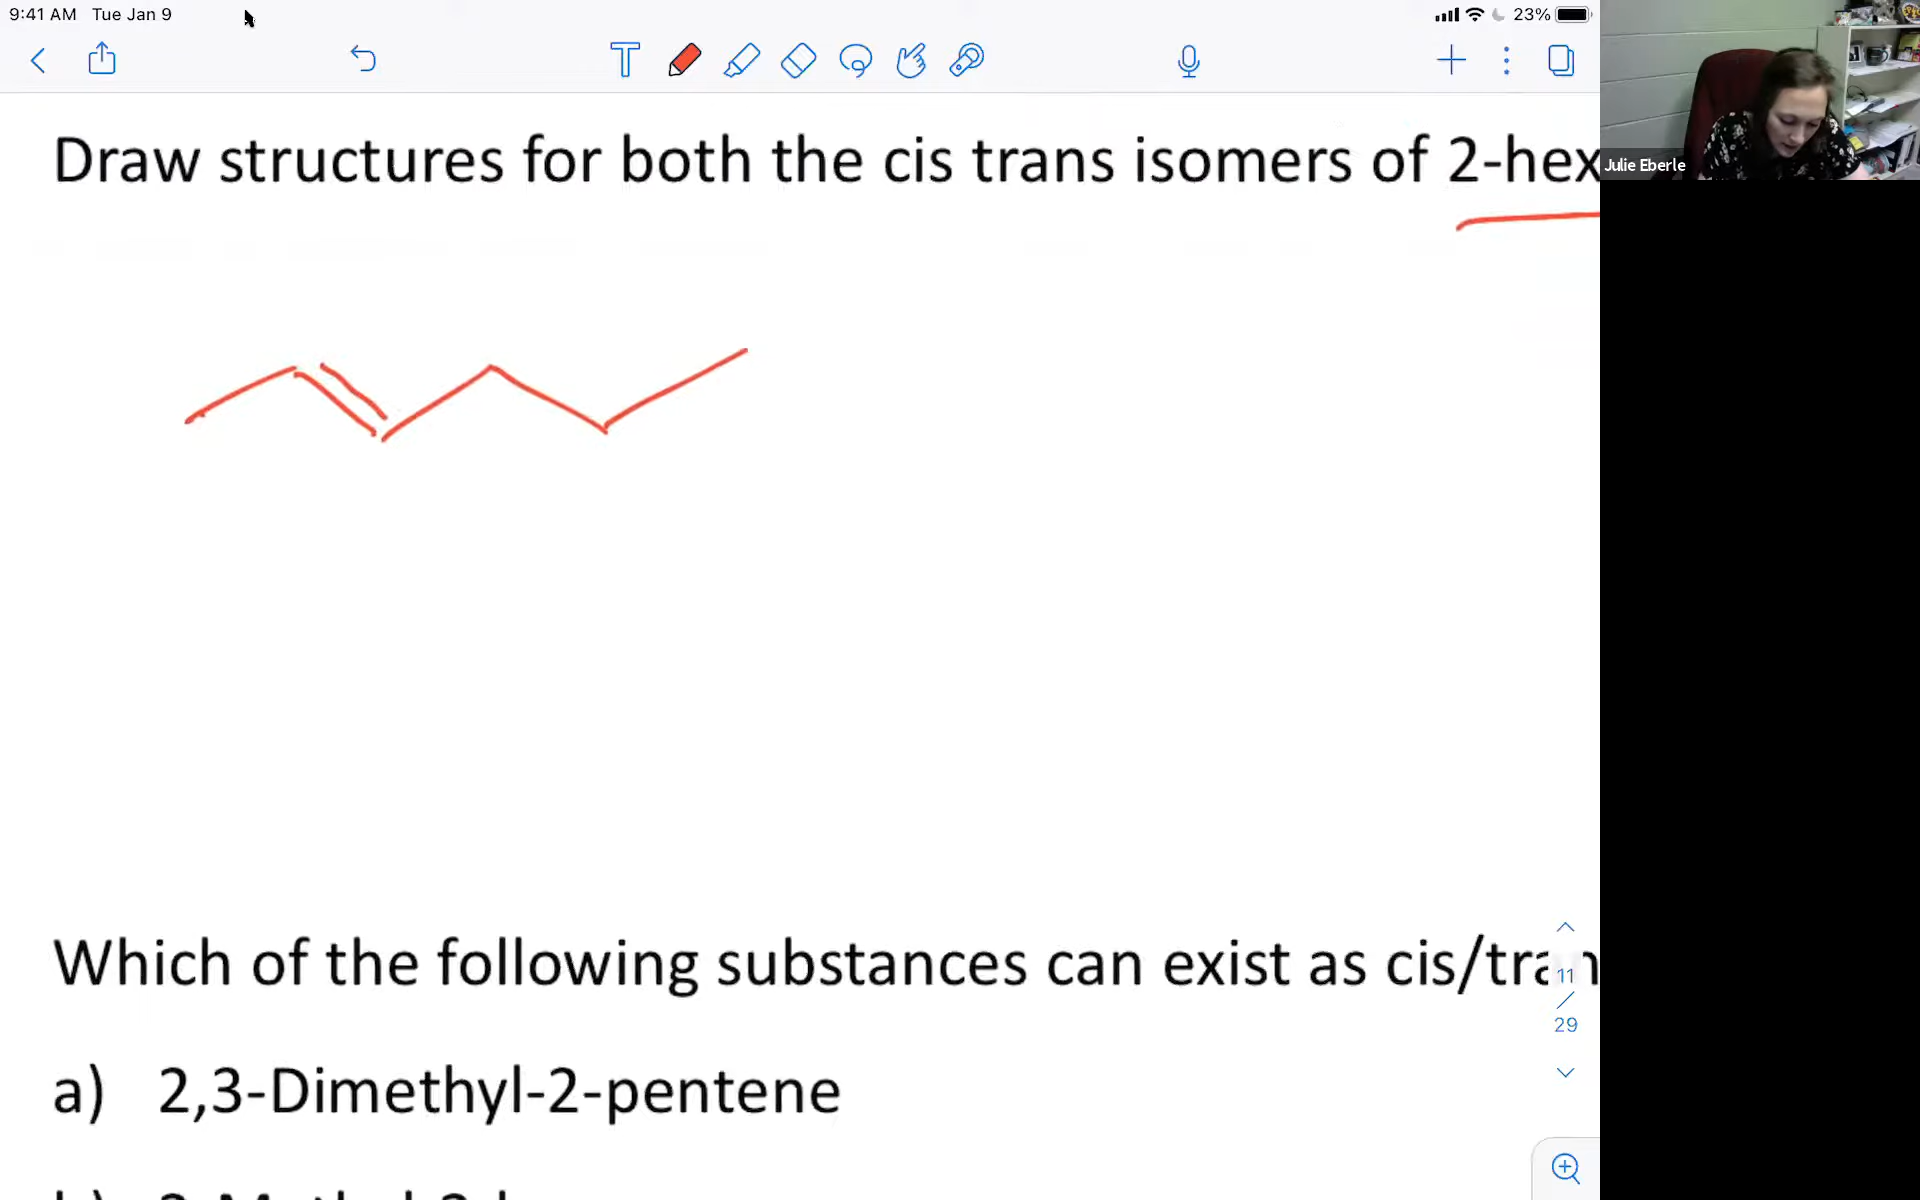 9:41 AM Tue Jan 9
23%
Draw structures for both the cis trans isomers of 2-hex
Julie Eberle
Which of the following substances can exist as cis/tran
11
/
29
a) 2,3-Dimethyl-2-pentene